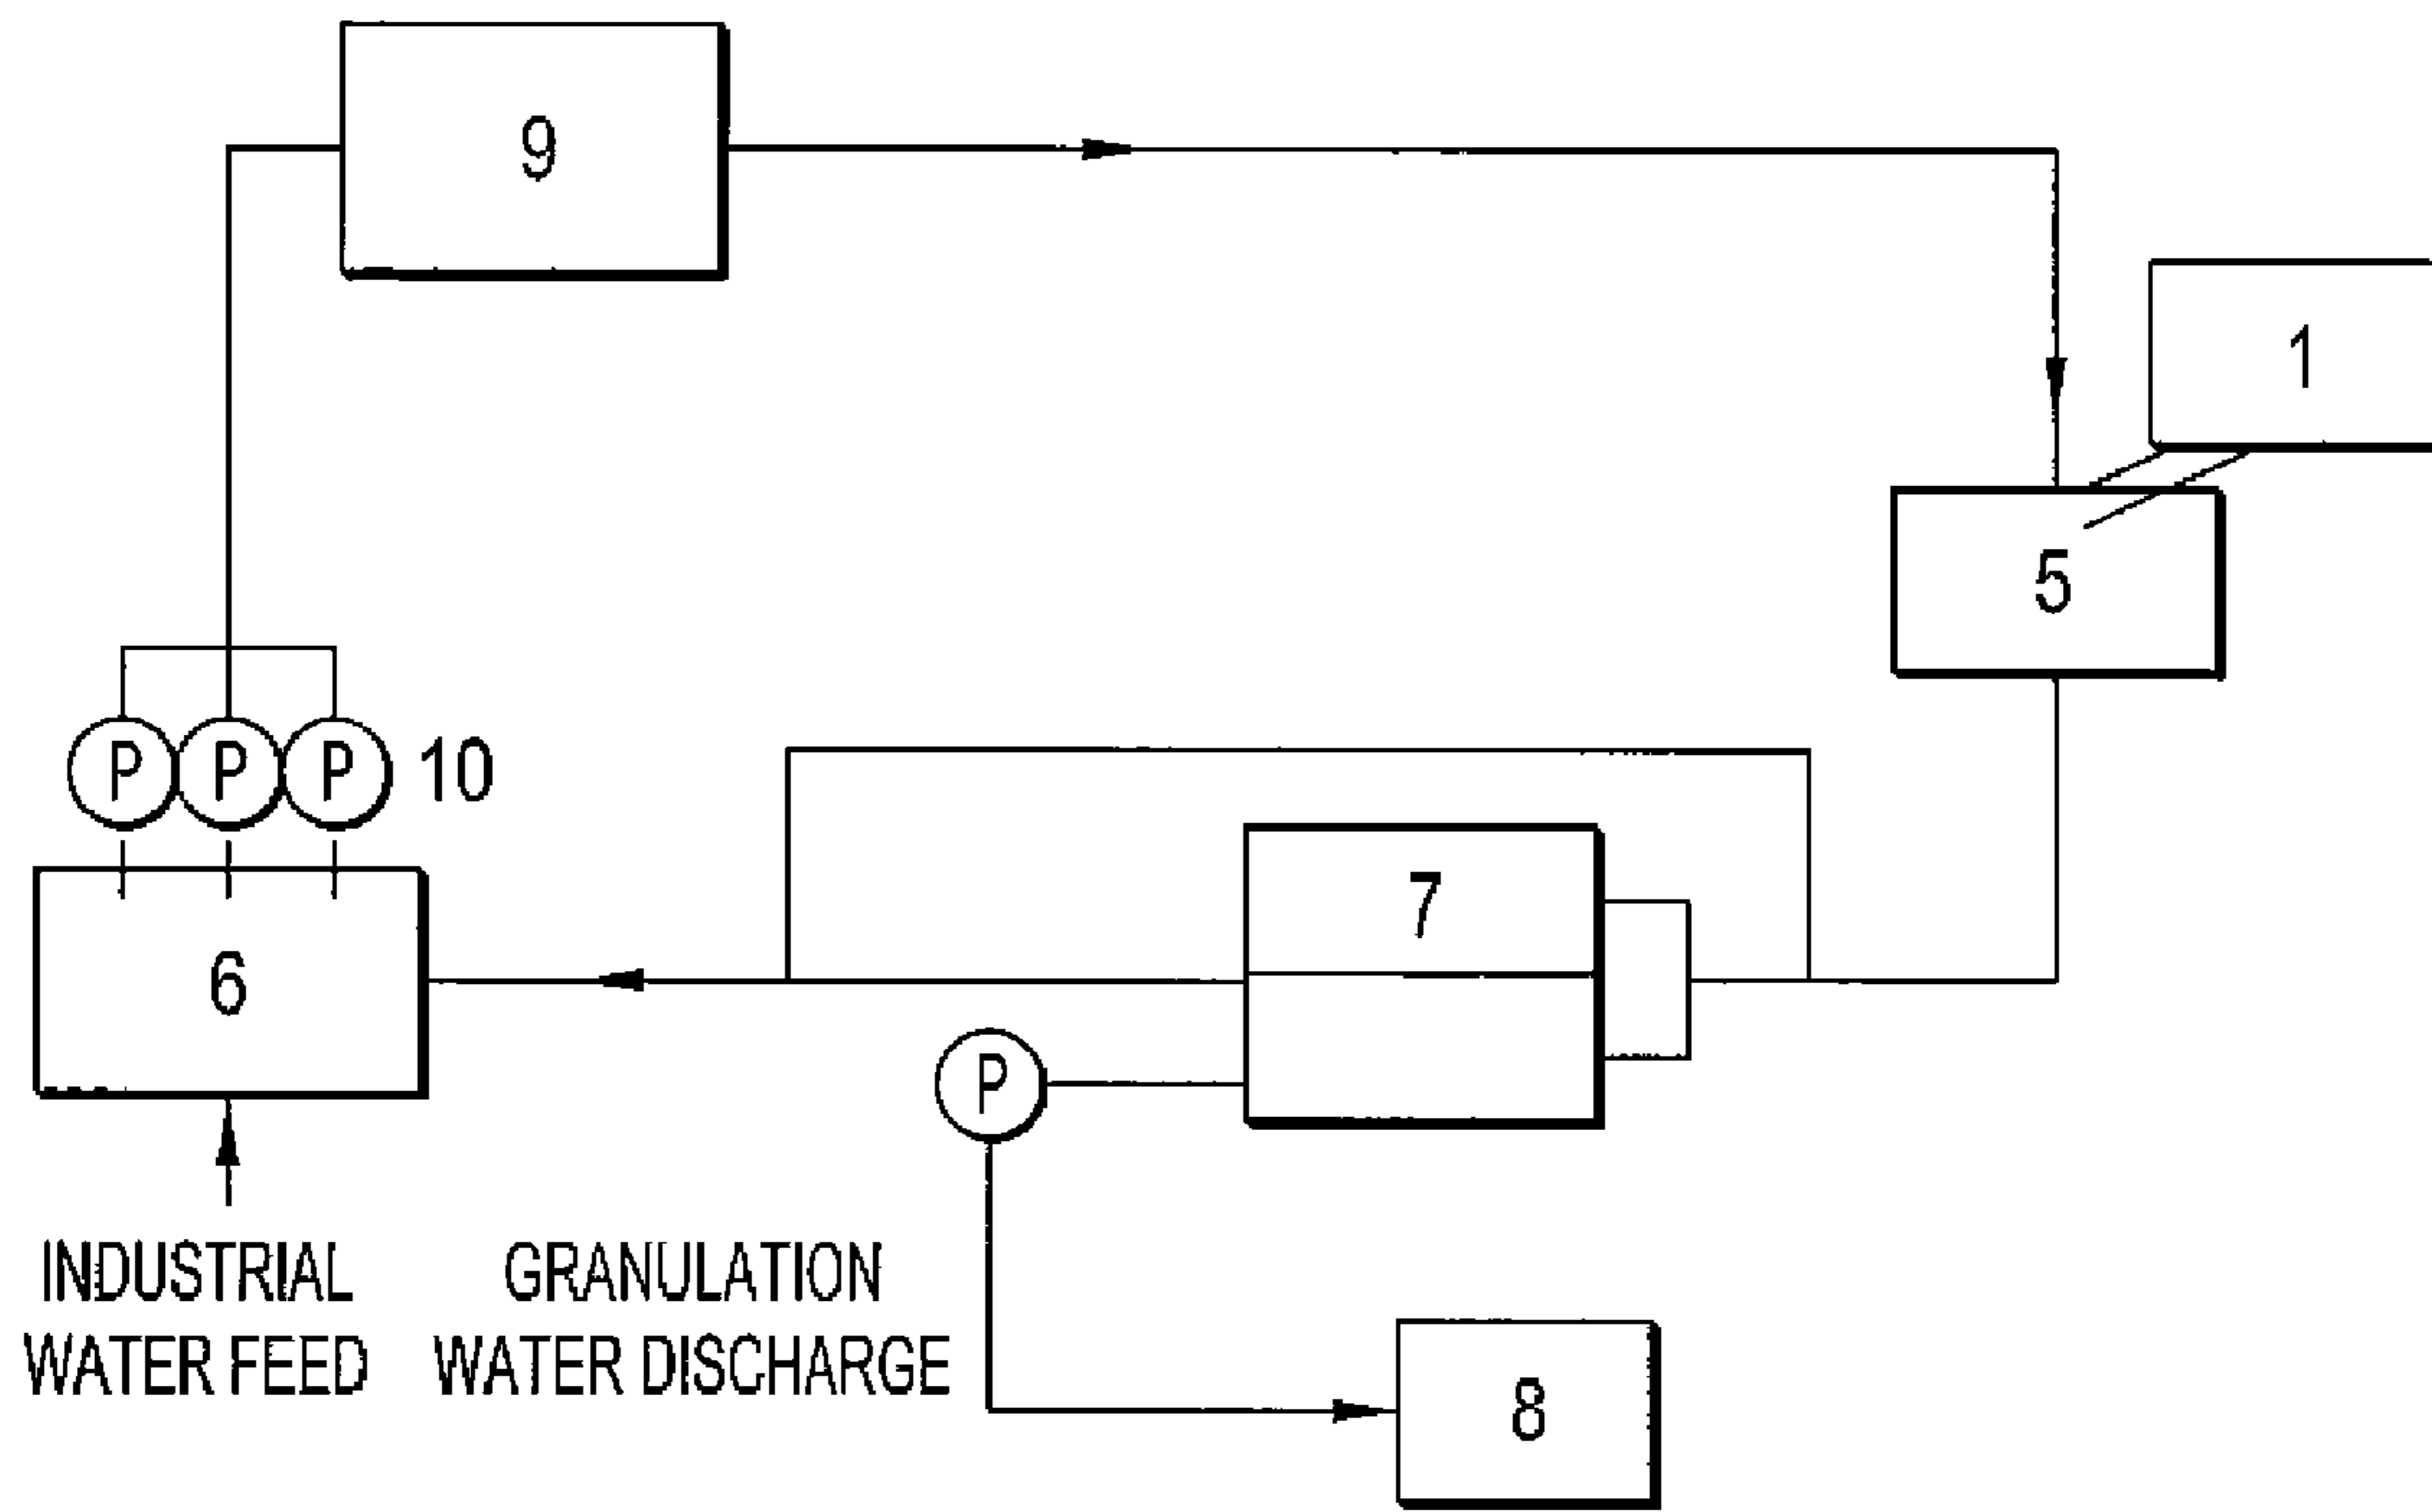 9
1
5
P P P 10
7
6
P
INDUSTRIAL
WATER FEED
GRANULATION
WATER DISCHARGE
8